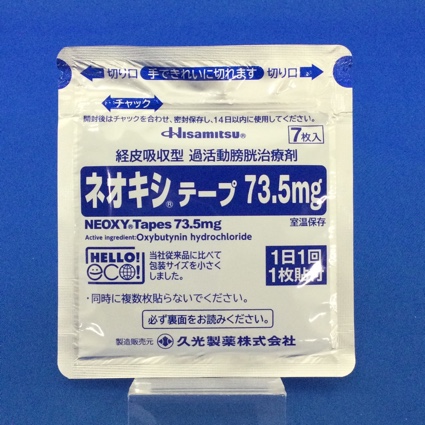 切り口 手できれいに切れます 切り口
チャック
開封後はチャックを合わせ、密封保存し、14日以内に使用してください。
Hisamitsu® 7枚入
経皮吸収型 過活動膀胱治療剤
ネオキシ®テープ 73.5mg
NEOXY®Tapes 73.5mg 室温保存
Active ingredient:Oxybutynin hydrochloride
HELLO! eco!
当社従来品に比べて
包装サイズを小さく
しました。
1日1回
1枚貼付
・同時に複数枚貼らないでください。
必ず裏面をお読みください。
製造販売元 久光製薬株式会社